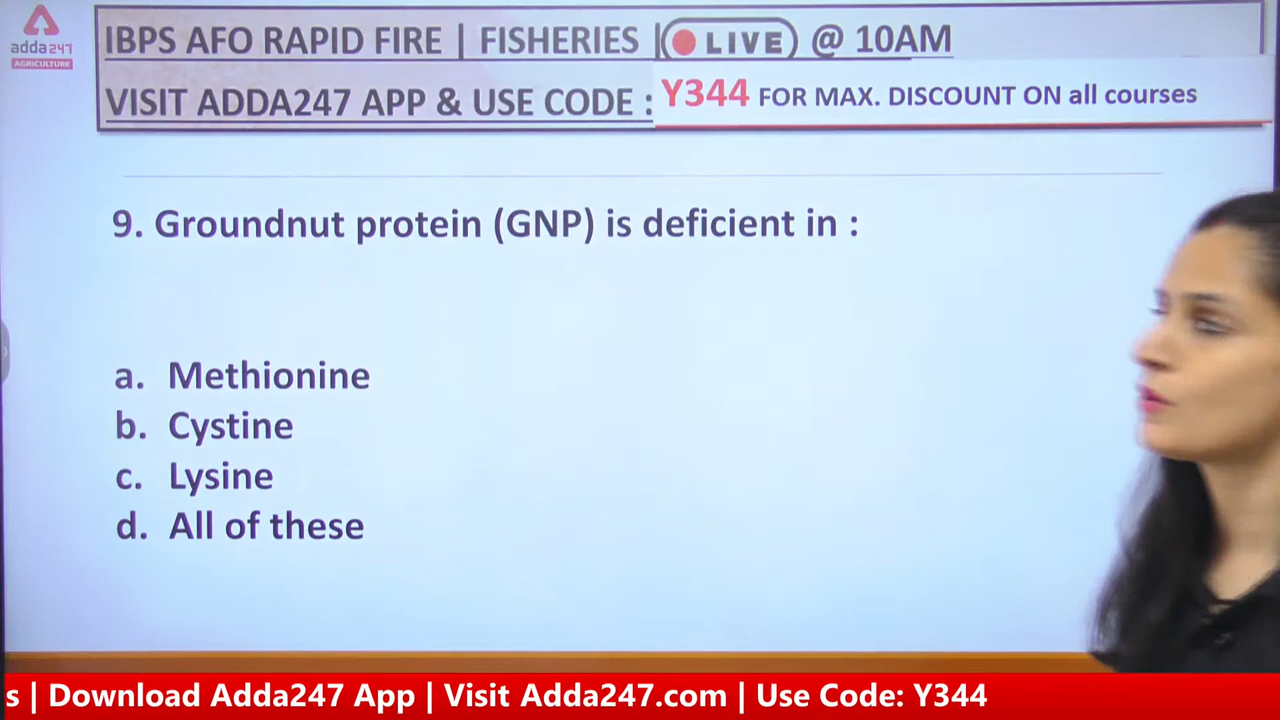 adda247
AGRICULTURE
IBPS AFO RAPID FIRE | FISHERIES | LIVE @ 10AM
VISIT ADDA247 APP & USE CODE : Y344 FOR MAX. DISCOUNT ON all courses
9. Groundnut protein (GNP) is deficient in :
a. Methionine
b. Cystine
c. Lysine
d. All of these
s | Download Adda247 App | Visit Adda247.com | Use Code: Y344